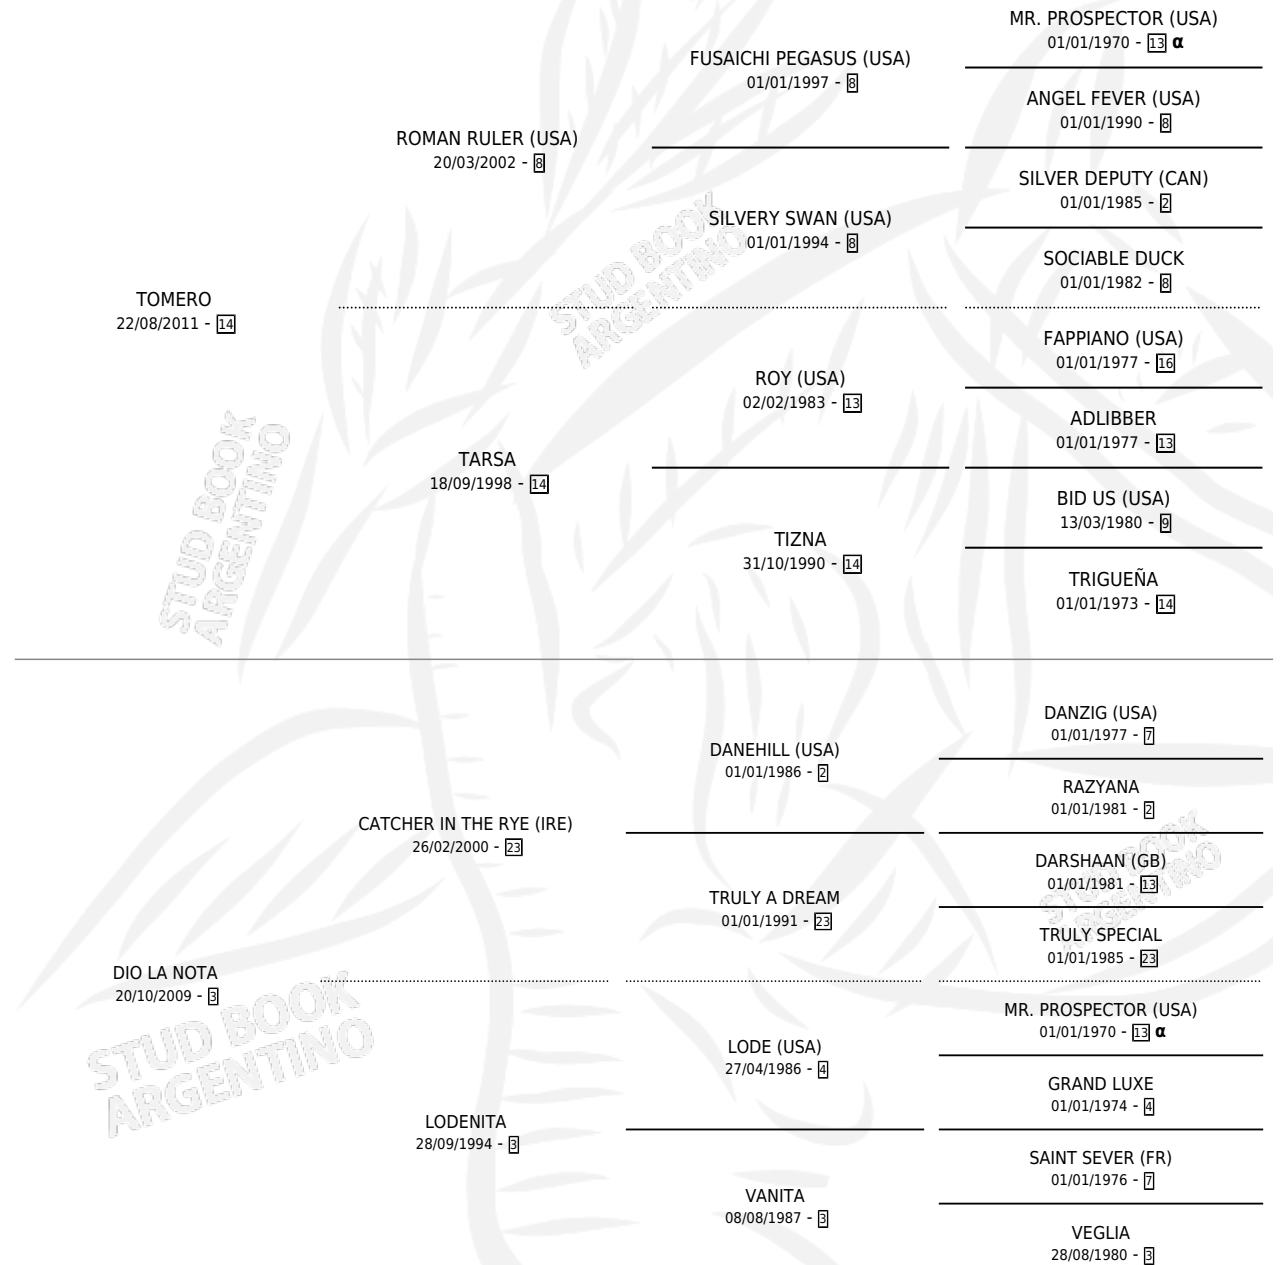 MR. PROSPECTOR (USA)
01/01/1970 - 13 α
FUSAICHI PEGASUS (USA)
01/01/1997 - 8
ANGEL FEVER (USA)
01/01/1990 - 8
ROMAN RULER (USA)
20/03/2002 - 8
SILVER DEPUTY (CAN)
01/01/1985 - 2
SILVERY SWAN (USA)
01/01/1994 - 8
SOCIABLE DUCK
01/01/1982 - 8
STUD BOOK
ARGENTINO
TOMERO
22/08/2011 - 14
FAPPIANO (USA)
01/01/1977 - 16
ROY (USA)
02/02/1983 - 13
ADLIBBER
01/01/1977 - 13
TARSA
18/09/1998 - 14
BID US (USA)
13/03/1980 - 9
TIZNA
31/10/1990 - 14
TRIGUEÑA
01/01/1973 - 14
STUD BOOK
ARGENTINO
DANZIG (USA)
01/01/1977 - 7
DANEHILL (USA)
01/01/1986 - 2
RAZYANA
01/01/1981 - 2
CATCHER IN THE RYE (IRE)
26/02/2000 - 23
DARSHAAN (GB)
01/01/1981 - 13
TRULY A DREAM
01/01/1991 - 23
TRULY SPECIAL
01/01/1985 - 23
STUD BOOK
ARGENTINO
DIO LA NOTA
20/10/2009 - 3
MR. PROSPECTOR (USA)
01/01/1970 - 13 α
LODE (USA)
27/04/1986 - 4
GRAND LUXE
01/01/1974 - 4
LODENITA
28/09/1994 - 3
SAINT SEVER (FR)
01/01/1976 - 7
VANITA
08/08/1987 - 3
VEGLIA
28/08/1980 - 3
STUD BOOK
ARGENTINO